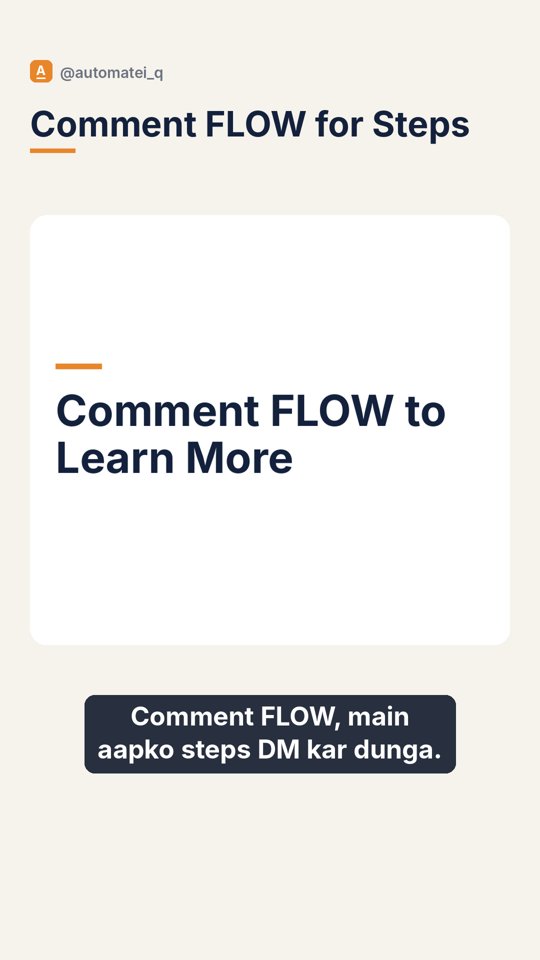 A
@automatei_q
Comment FLOW for Steps
Comment FLOW to
Learn More
Comment FLOW, main
aapko steps DM kar dunga.